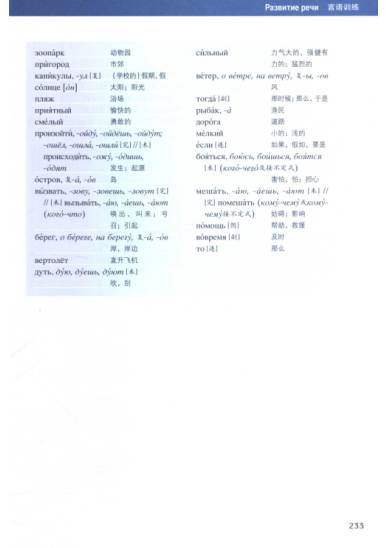 Развитие речи 言语训练
зоопа́рк 动物园
при́город 市郊
кани́кулы, -ул [复] (学校的) 假期, 假
со́лнце [о́н] 太阳; 阳光
пляж 浴场
прия́тный 愉快的
сме́лый 勇敢的
произойти́, -ойду́, -ойдёшь, -ойду́т;
-ошёл, -ошла́, -ошли́ [完] // [未]
происходи́ть, -ожу́, -о́дишь,
-о́дят 发生; 起源
о́стров, 复-а́, -о́в 岛
вы́звать, -зову, -зовешь, -зовут [完]
// [未] вызыва́ть, -а́ю, -а́ешь, -а́ют
(кого́-что) 唤出, 叫来; 号
召; 引起
бе́рег, о бе́реге, на берегу́, 复-а́, -о́в
岸, 岸边
вертолёт 直升飞机
дуть, ду́ю, ду́ешь, ду́ют [未]
吹, 刮
си́льный 力气大的, 强健有
力的; 猛烈的
ве́тер, о ве́тре, на ветру́, 复-ы, -ов
风
тогда́ [副] 那时候; 那么, 于是
рыба́к, -а́ 渔民
доро́га 道路
ме́лкий 小的; 浅的
е́сли [连] 如果, 假如, 要是
боя́ться, бою́сь, бои́шься, боя́тся
[未] (кого́-чего́或接不定式)
害怕, 怕; 担心
меша́ть, -а́ю, -а́ешь, -а́ют [未] //
[完] помеша́ть (кому́-чему́或кому́-
чему́接不定式) 妨碍; 影响
по́мощь [阴] 帮助, 救援
во́время [副] 及时
то [连] 那么
233